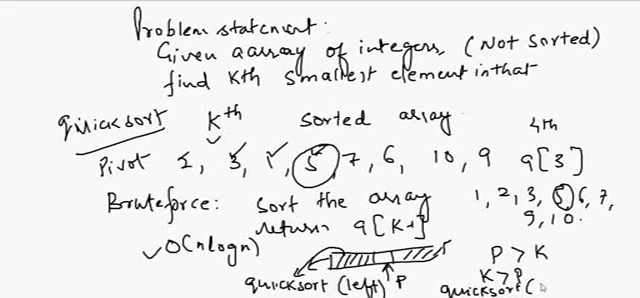 Problem statement:
Given a array of integers, (Not Sorted)
find Kth smallest element in that
quicksort Kth Sorted array 4th
Pivot 2, 3, 1, 5, 7, 6, 10, 9 a[3]
Bruteforce: Sort the array 1, 2, 3, 5, 6, 7,
return a[K-1] 9, 10.
O(nlogn) P > K
K > P
quicksort (left) P quicksort (